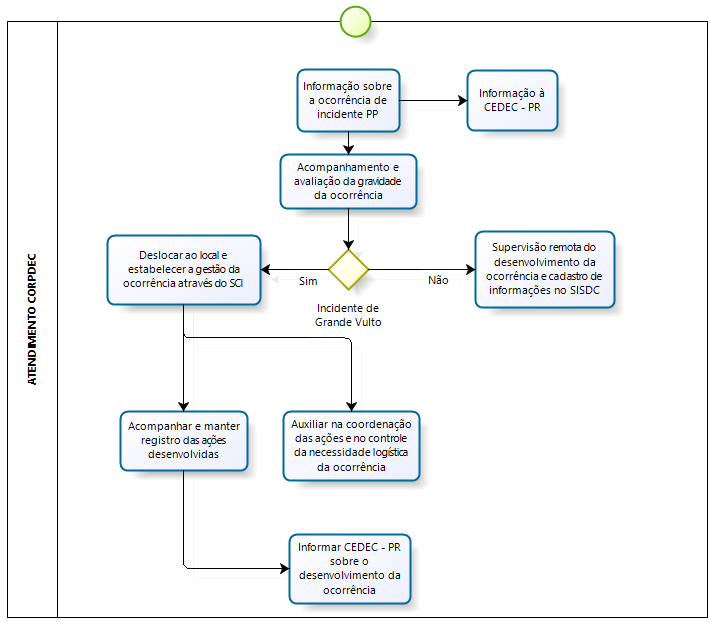 ATENDIMENTO CORPDEC
Informação sobre
a ocorrência de
incidente PP
Informação à
CEDEC - PR
Acompanhamento e
avaliação da gravidade
da ocorrência
Deslocar ao local e
estabelecer a gestão da
ocorrência através do SCI
Sim
Não
Incidente de
Grande Vulto
Supervisão remota do
desenvolvimento da
ocorrência e cadastro de
informações no SISDC
Acompanhar e manter
registro das ações
desenvolvidas
Auxiliar na coordenação
das ações e no controle
da necessidade logística
da ocorrência
Informar CEDEC - PR
sobre o
desenvolvimento da
ocorrência